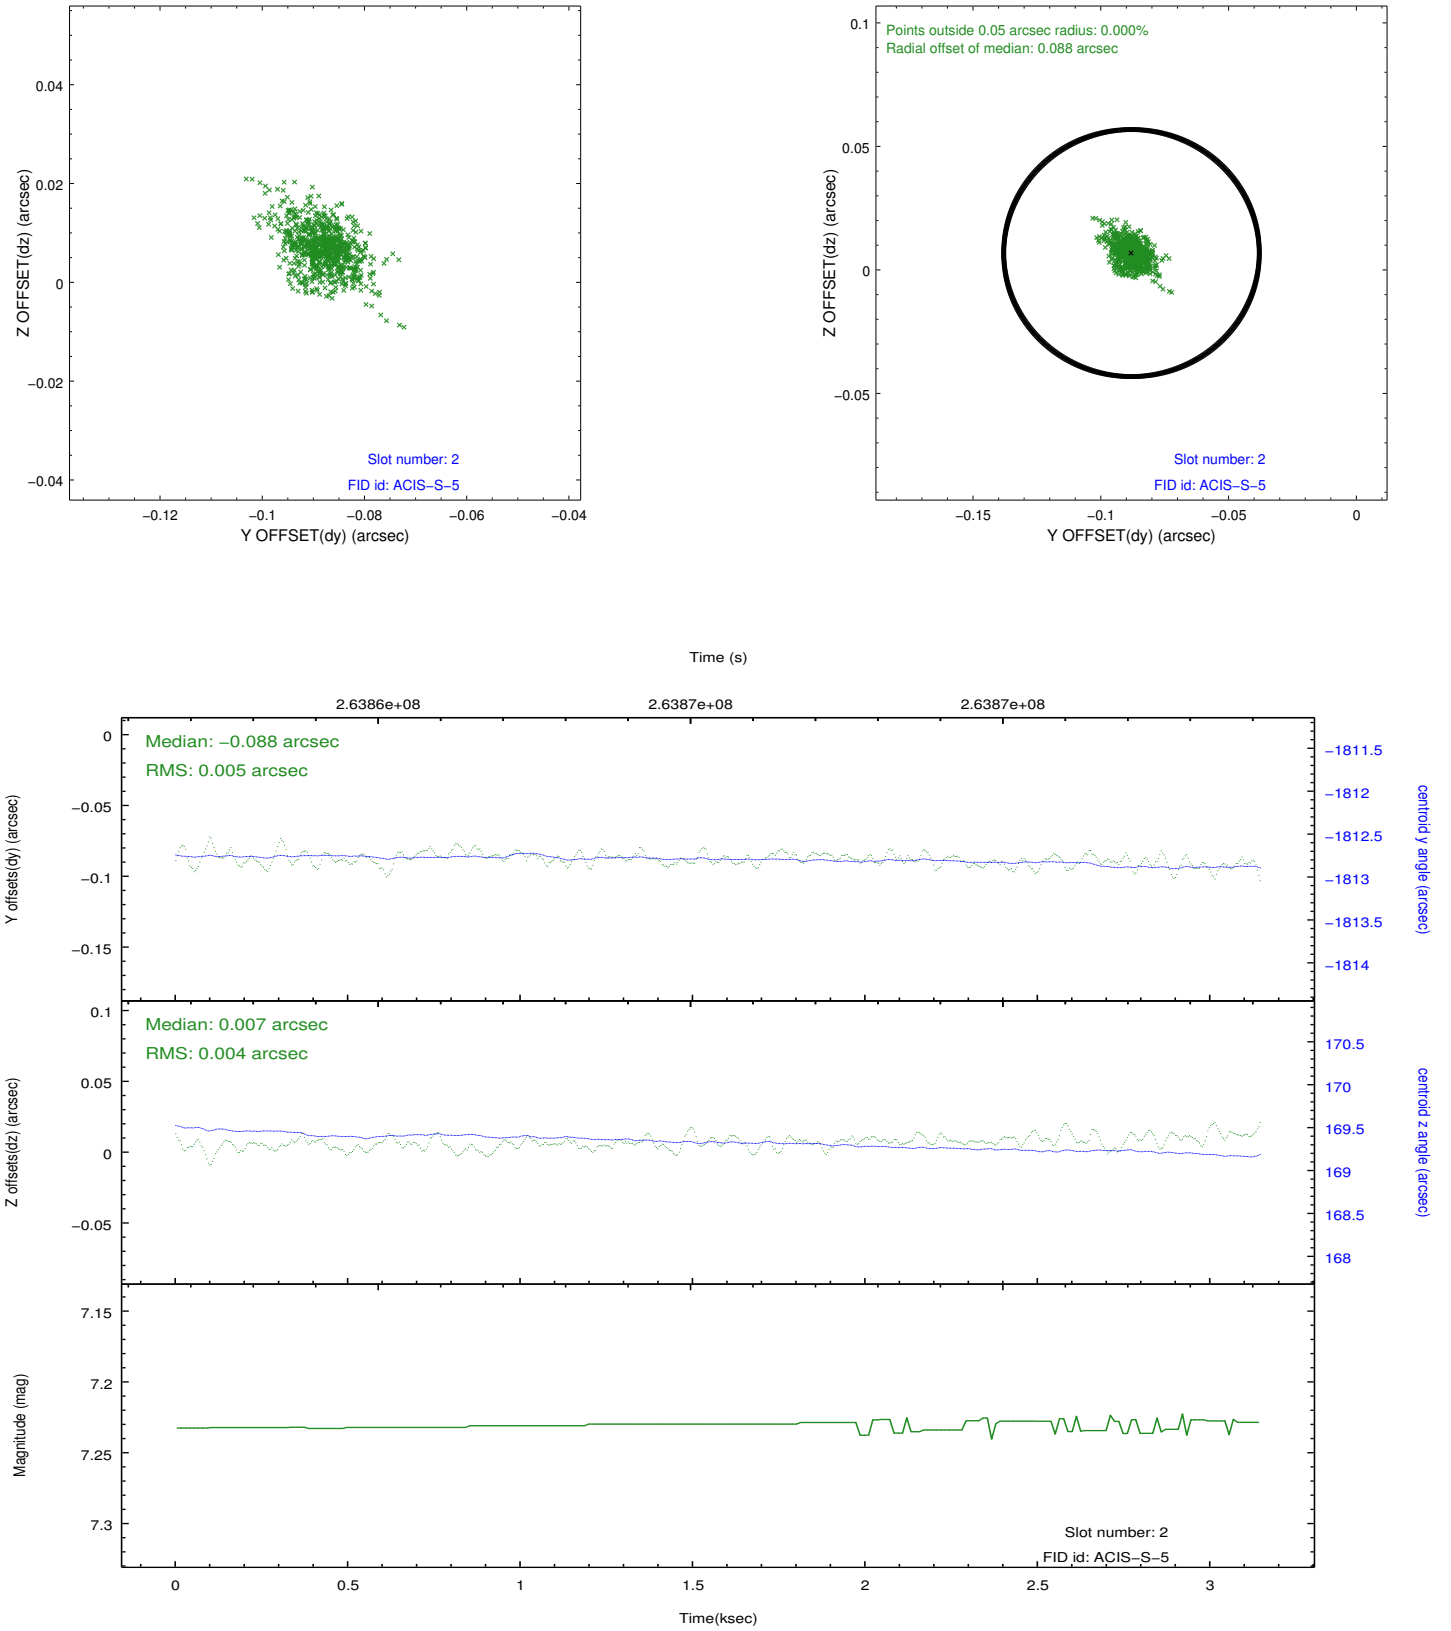 0.04
0.02
0
−0.02
−0.04
Z OFFSET(dz) (arcsec)
Slot number: 2
FID id: ACIS−S−5
−0.12
−0.1
−0.08
−0.06
−0.04
Y OFFSET(dy) (arcsec)
Points outside 0.05 arcsec radius: 0.000%
Radial offset of median: 0.088 arcsec
0.1
0.05
0
−0.05
Z OFFSET(dz) (arcsec)
Slot number: 2
FID id: ACIS−S−5
−0.15
−0.1
−0.05
0
Y OFFSET(dy) (arcsec)
Time (s)
2.6386e+08
2.6387e+08
2.6387e+08
Median: −0.088 arcsec
RMS: 0.005 arcsec
0
−0.05
−0.1
−0.15
Y offsets(dy) (arcsec)
−1811.5
−1812
−1812.5
−1813
−1813.5
−1814
centroid y angle (arcsec)
Median: 0.007 arcsec
RMS: 0.004 arcsec
0.1
0.05
0
−0.05
Z offsets(dz) (arcsec)
170.5
170
169.5
169
168.5
168
centroid z angle (arcsec)
7.15
7.2
7.25
7.3
Magnitude (mag)
Slot number: 2
FID id: ACIS−S−5
0
0.5
1
1.5
2
2.5
3
Time(ksec)